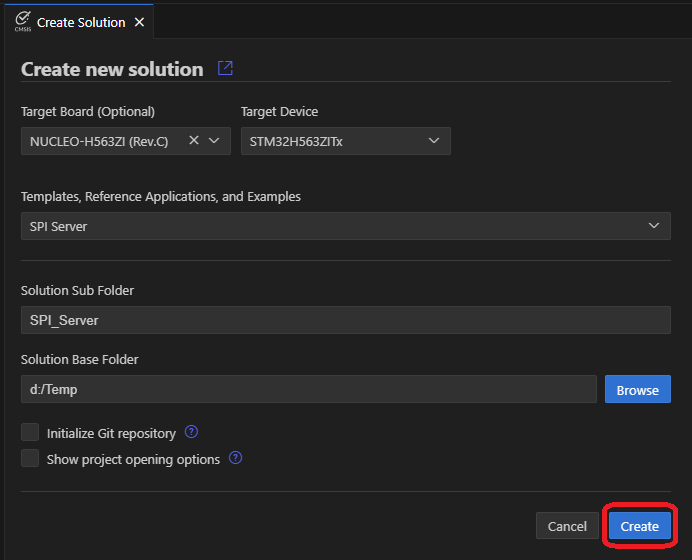 Create Solution
CMSIS
Create new solution
Target Board (Optional) Target Device
NUCLEO-H563ZI (Rev.C) STM32H563ZITx
Templates, Reference Applications, and Examples
SPI Server
Solution Sub Folder
SPI_Server
Solution Base Folder
d:/Temp Browse
Initialize Git repository ?
Show project opening options ?
Cancel Create